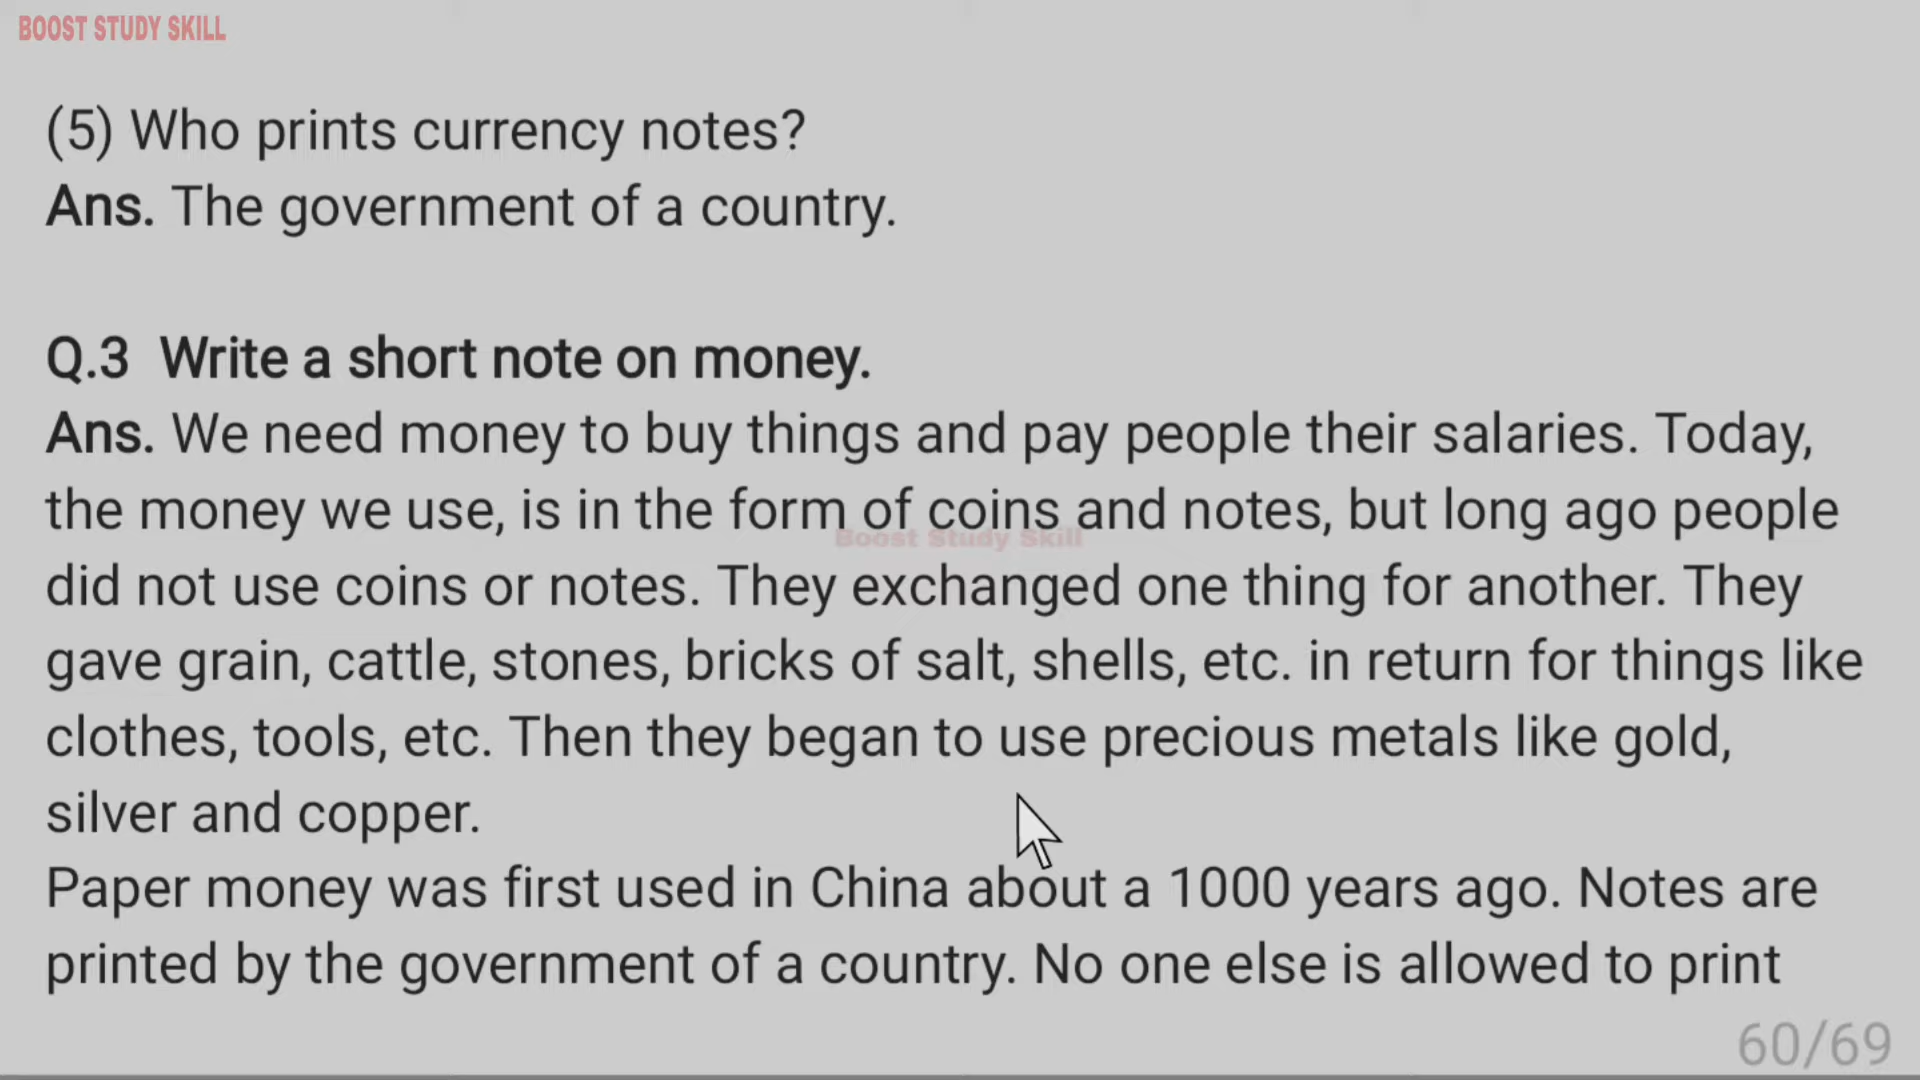 BOOST STUDY SKILL
(5) Who prints currency notes?
Ans. The government of a country.
Q.3 Write a short note on money.
Ans. We need money to buy things and pay people their salaries. Today,
the money we use, is in the form of coins and notes, but long ago people
Boost Study Skill
did not use coins or notes. They exchanged one thing for another. They
gave grain, cattle, stones, bricks of salt, shells, etc. in return for things like
clothes, tools, etc. Then they began to use precious metals like gold,
silver and copper.
Paper money was first used in China about a 1000 years ago. Notes are
printed by the government of a country. No one else is allowed to print
60/69